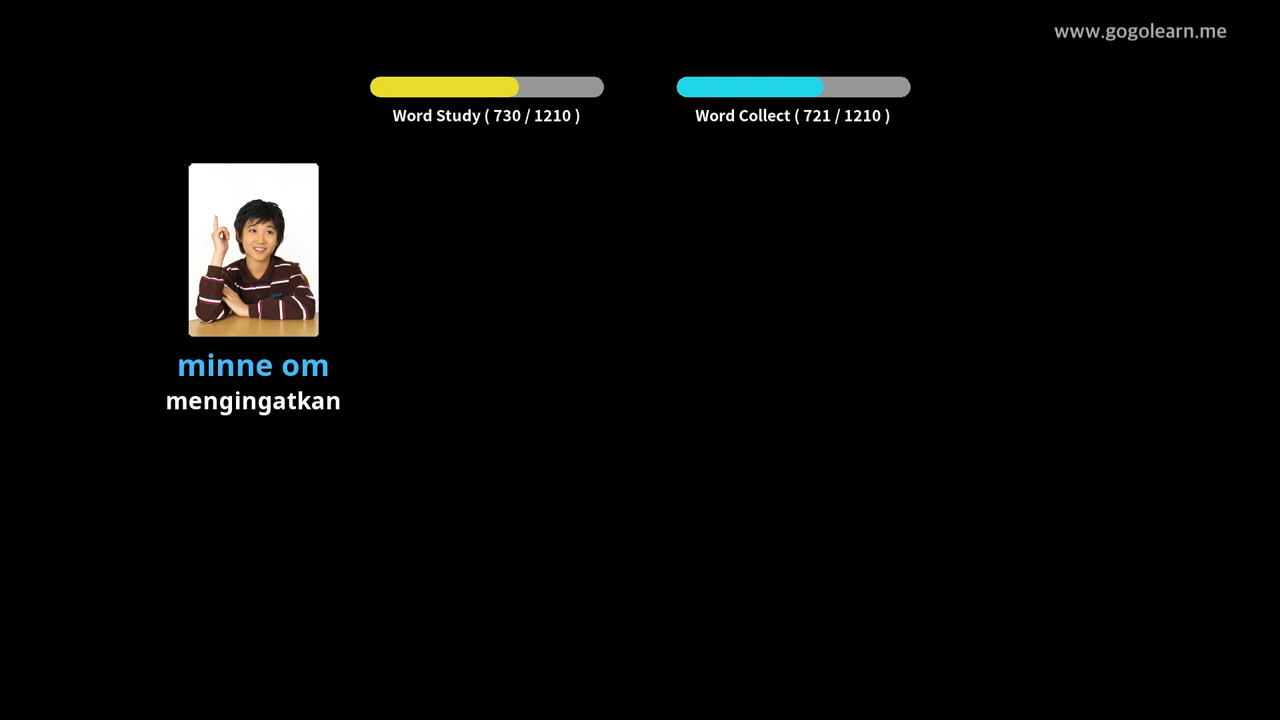 www.gogolearn.me
Word Study ( 730 / 1210 )
Word Collect ( 721 / 1210 )
minne om
mengingatkan